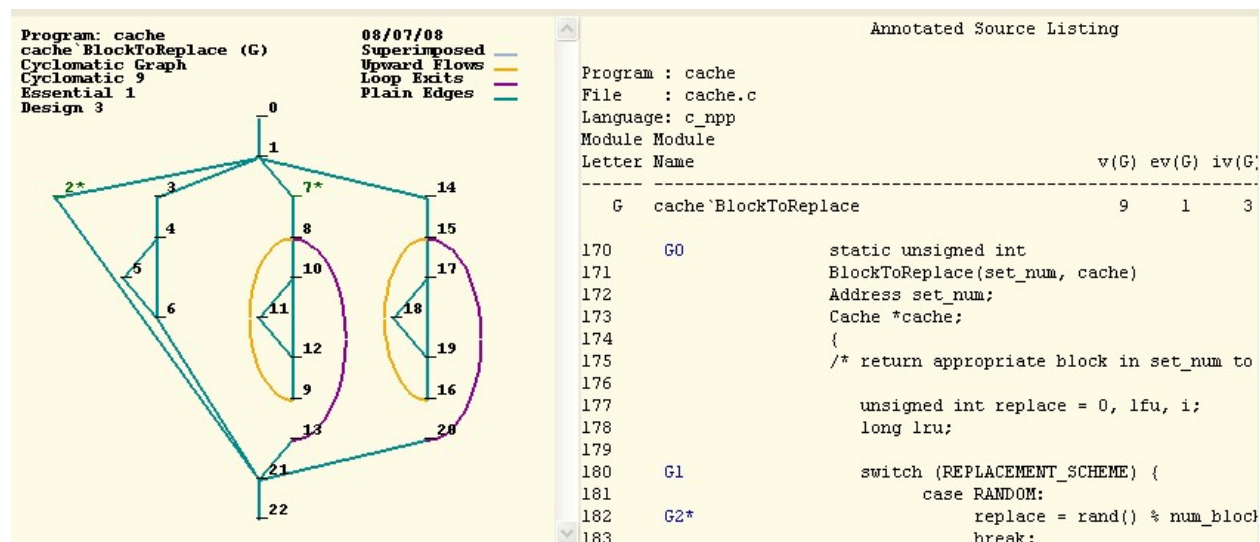 Program: cache
cache`BlockToReplace (G)
Cyclomatic Graph
Cyclomatic 9
Essential 1
Design 3
08/07/08
Superimposed
Upward Flows
Loop Exits
Plain Edges
0
1
2*
3
7*
14
4
8
15
5
10
17
6
11
18
12
19
9
16
13
20
21
22
Annotated Source Listing
Program : cache
File : cache.c
Language: c_npp
Module Module
Letter Name v(G) ev(G) iv(G)
------ --------------------------------------------------------------
G cache`BlockToReplace 9 1 3
170 G0 static unsigned int
171 BlockToReplace(set_num, cache)
172 Address set_num;
173 Cache *cache;
174 {
175 /* return appropriate block in set_num to
176
177 unsigned int replace = 0, lfu, i;
178 long lru;
179
180 G1 switch (REPLACEMENT_SCHEME) {
181 case RANDOM:
182 G2* replace = rand() % num_block
183 break;